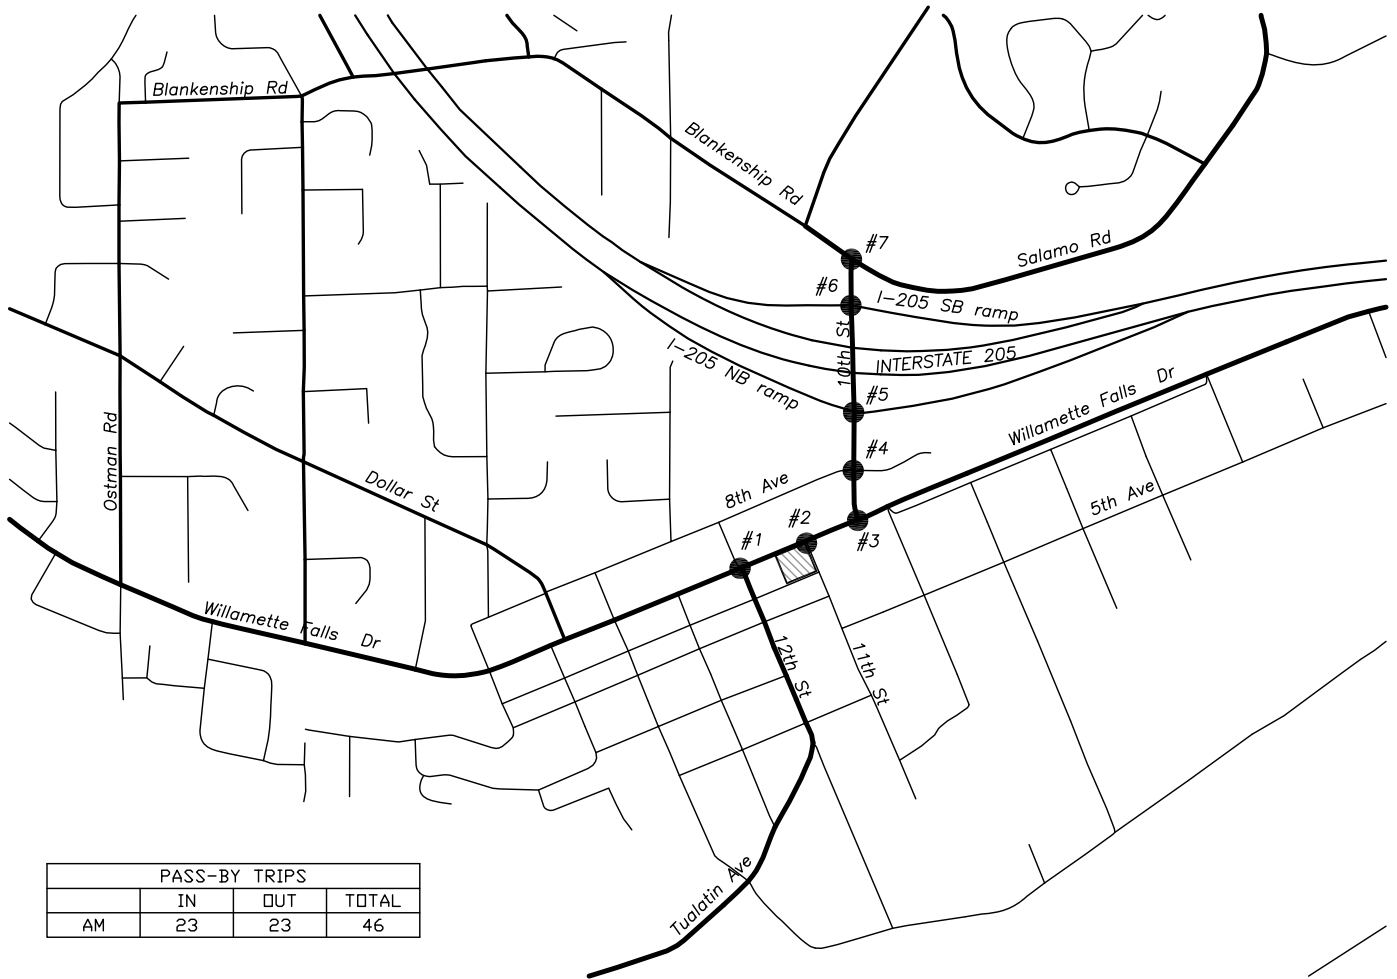 Blankenship Rd
Blankenship Rd
#7
Salamo Rd
#6
I-205 SB ramp
10th St
INTERSTATE 205
I-205 NB ramp
Willamette Falls Dr
#5
Ostman Rd
#4
Dollar St
8th Ave
5th Ave
#2
#1
#3
Willamette Falls Dr
12th St
11th St
Tualatin Ave
PASS-BY TRIPS
IN OUT TOTAL
AM 23 23 46